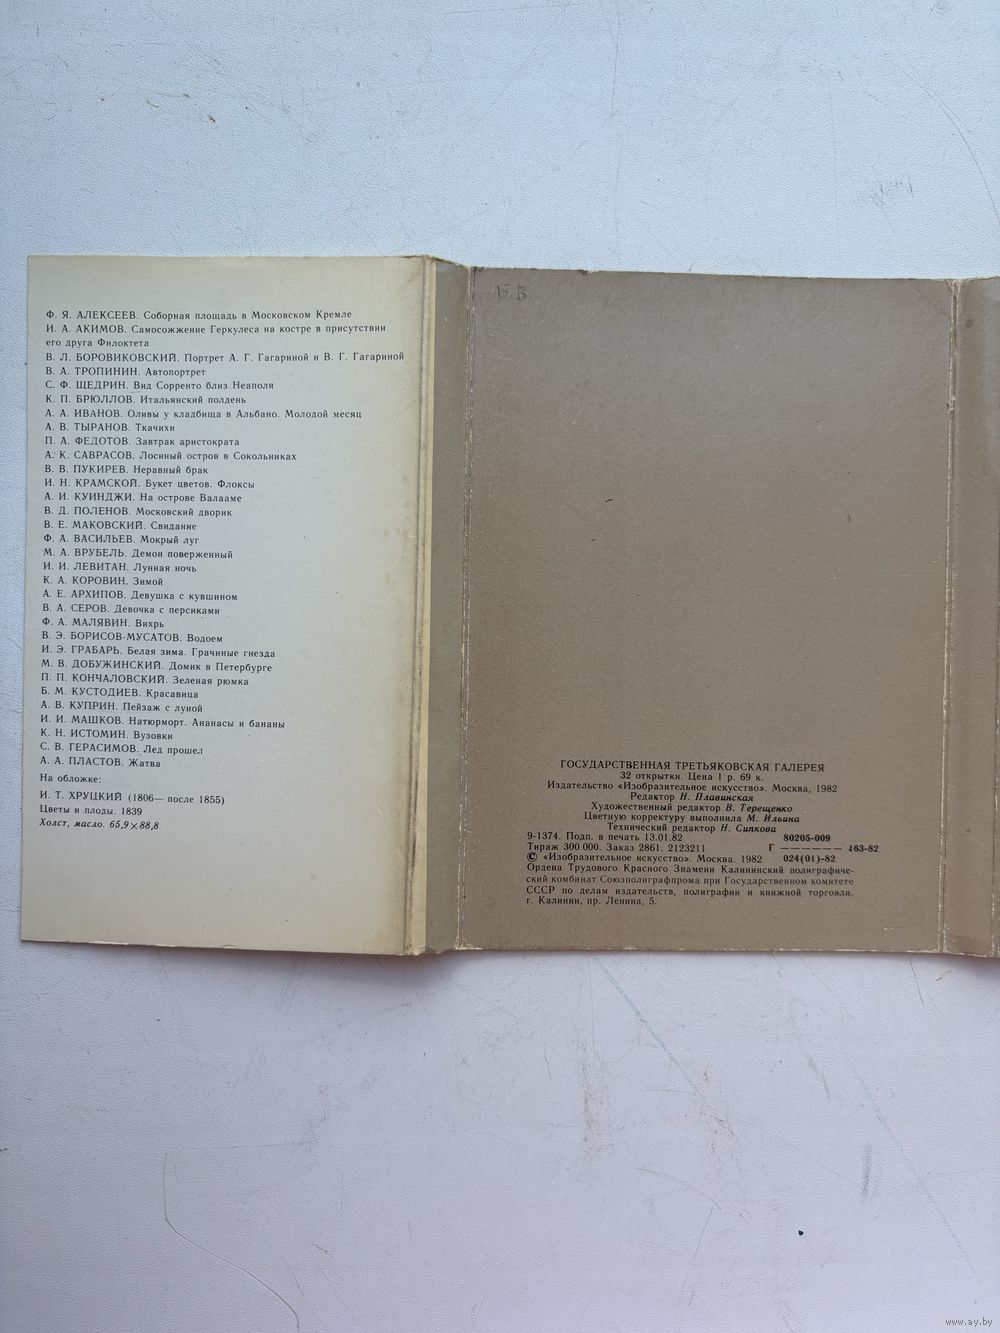 Ф. Я. АЛЕКСЕЕВ. Соборная площадь в Московском Кремле
И. А. АКИМОВ. Самосожжение Геркулеса на костре в присутствии
его друга Филоктета
В. Л. БОРОВИКОВСКИЙ. Портрет А. Г. Гагариной и В. Г. Гагариной
В. А. ТРОПИНИН. Автопортрет
С. Ф. ЩЕДРИН. Вид Сорренто близ Неаполя
К. П. БРЮЛЛОВ. Итальянский полдень
А. А. ИВАНОВ. Оливы у кладбища в Альбано. Молодой месяц
А. В. ТЫРАНОВ. Ткачихи
П. А. ФЕДОТОВ. Завтрак аристократа
А. К. САВРАСОВ. Лосиный остров в Сокольниках
В. В. ПУКИРЕВ. Неравный брак
И. Н. КРАМСКОЙ. Букет цветов. Флоксы
А. И. КУИНДЖИ. На острове Валааме
В. Д. ПОЛЕНОВ. Московский дворик
В. Е. МАКОВСКИЙ. Свидание
Ф. А. ВАСИЛЬЕВ. Мокрый луг
М. А. ВРУБЕЛЬ. Демон поверженный
И. И. ЛЕВИТАН. Лунная ночь
К. А. КОРОВИН. Зимой
А. Е. АРХИПОВ. Девушка с кувшином
В. А. СЕРОВ. Девочка с персиками
Ф. А. МАЛЯВИН. Вихрь
В. Э. БОРИСОВ-МУСАТОВ. Водоем
И. Э. ГРАБАРЬ. Белая зима. Грачиные гнезда
М. В. ДОБУЖИНСКИЙ. Домик в Петербурге
П. П. КОНЧАЛОВСКИЙ. Зеленая рюмка
Б. М. КУСТОДИЕВ. Красавица
А. В. КУПРИН. Пейзаж с луной
И. И. МАШКОВ. Натюрморт. Ананасы и бананы
К. Н. ИСТОМИН. Вузовки
С. В. ГЕРАСИМОВ. Лед прошел
А. А. ПЛАСТОВ. Жатва
На обложке:
И. Т. ХРУЦКИЙ (1806— после 1855)
Цветы и плоды. 1839
Холст, масло. 65,9×88,8
Б.В
ГОСУДАРСТВЕННАЯ ТРЕТЬЯКОВСКАЯ ГАЛЕРЕЯ
32 открытки. Цена 1 р. 69 к.
Издательство «Изобразительное искусство». Москва, 1982
Редактор Н. Плавинская
Художественный редактор В. Терещенко
Цветную корректуру выполнила М. Ильина
Технический редактор Н. Сипкова
9-1374. Подп. в печать 13.01.82 80205-009
Тираж 300 000. Заказ 2861. 2123211 Г —————— 163-82
© «Изобразительное искусство». Москва. 1982 024(01)-82
Ордена Трудового Красного Знамени Калининский полиграфиче-
ский комбинат Союзполиграфпрома при Государственном комитете
СССР по делам издательств, полиграфии и книжной торговли.
г. Калинин, пр. Ленина, 5.
www.ay.by